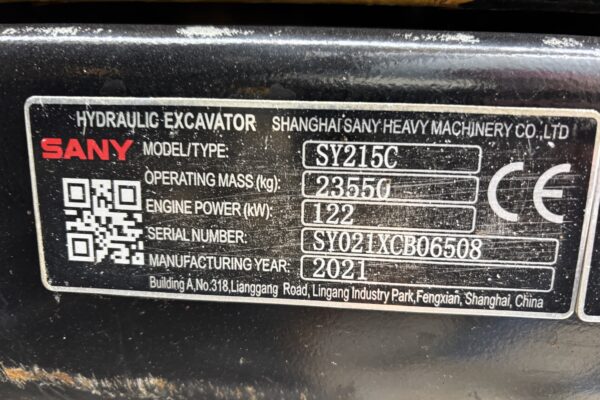 HYDRAULIC EXCAVATOR SHANGHAI SANY HEAVY MACHINERY CO.,LTD
SANY MODEL/TYPE: SY215C
OPERATING MASS (kg): 23550
ENGINE POWER (kW): 122
SERIAL NUMBER: SY021XCB06508
MANUFACTURING YEAR: 2021
CE
Building A,No.318,Lianggang Road, Lingang Industry Park,Fengxian, Shanghai, China